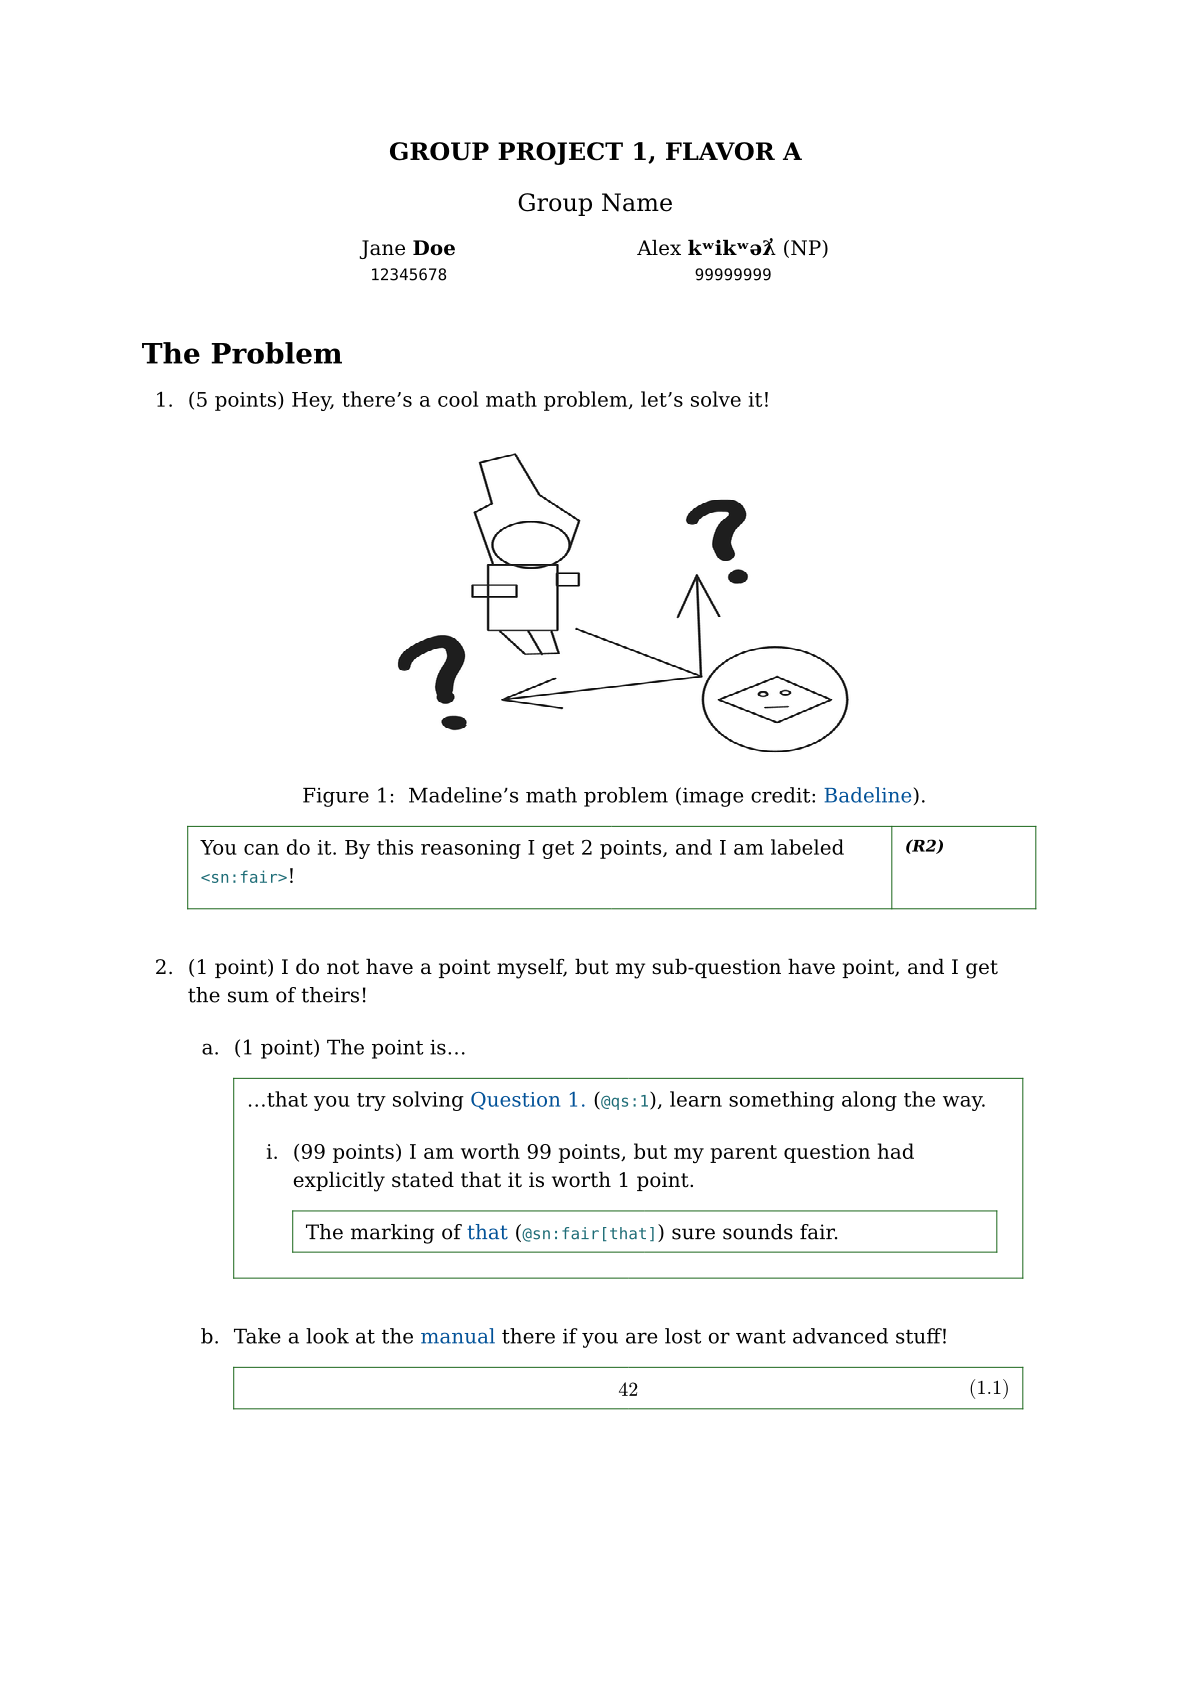 GROUP PROJECT 1, FLAVOR A
Group Name
Jane Doe
12345678
Alex kʷikʷəƛ̓ (NP)
99999999
The Problem
1. (5 points) Hey, there’s a cool math problem, let’s solve it!
?
?
Figure 1: Madeline’s math problem (image credit: Badeline).
You can do it. By this reasoning I get 2 points, and I am labeled
<sn:fair>!
(R2)
2. (1 point) I do not have a point myself, but my sub-question have point, and I get
the sum of theirs!
a. (1 point) The point is…
…that you try solving Question 1. (@qs:1), learn something along the way.
i. (99 points) I am worth 99 points, but my parent question had
explicitly stated that it is worth 1 point.
The marking of that (@sn:fair[that]) sure sounds fair.
b. Take a look at the manual there if you are lost or want advanced stuff!
42 (1.1)